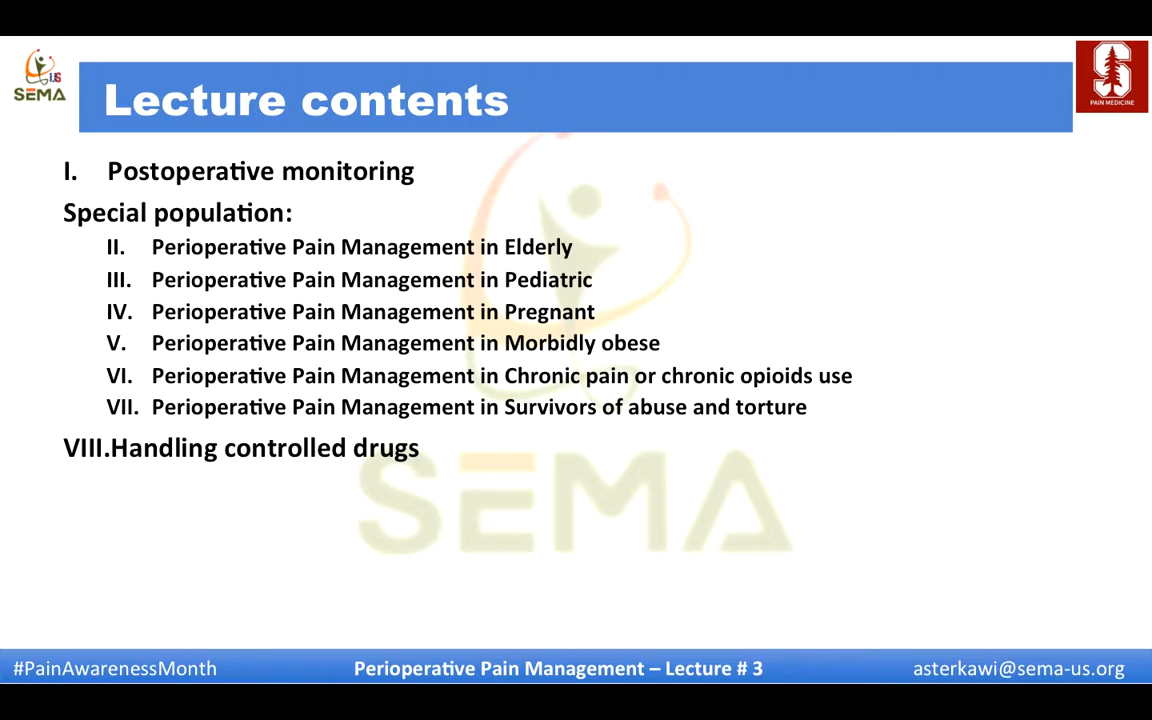 US
SEMA
Lecture contents
S
PAIN MEDICINE
I. Postoperative monitoring
Special population:
II. Perioperative Pain Management in Elderly
III. Perioperative Pain Management in Pediatric
IV. Perioperative Pain Management in Pregnant
V. Perioperative Pain Management in Morbidly obese
VI. Perioperative Pain Management in Chronic pain or chronic opioids use
VII. Perioperative Pain Management in Survivors of abuse and torture
VIII.Handling controlled drugs
SEMA
#PainAwarenessMonth
Perioperative Pain Management – Lecture # 3
asterkawi@sema-us.org